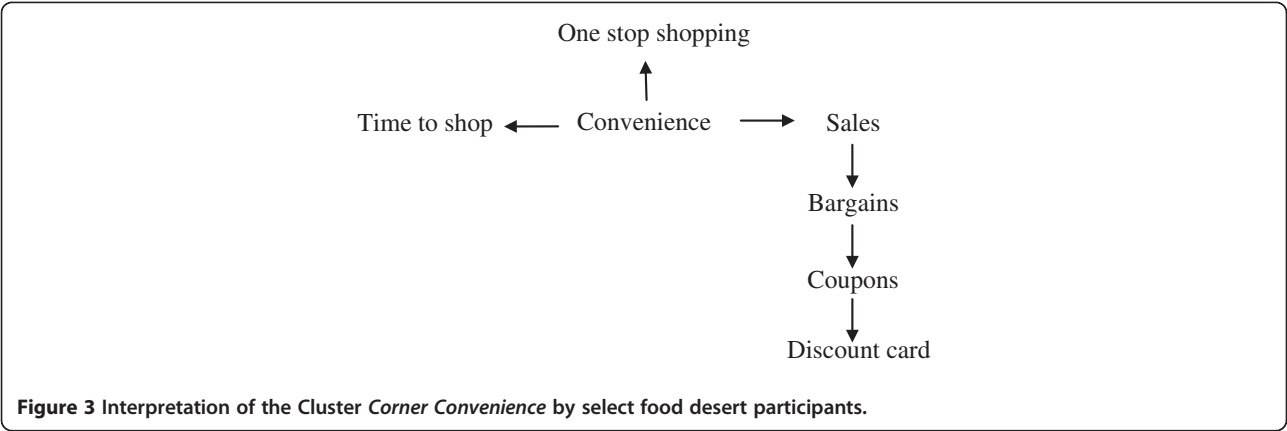 One stop shopping
Time to shop Convenience Sales
Bargains
Coupons
Discount card
Figure 3 Interpretation of the Cluster Corner Convenience by select food desert participants.